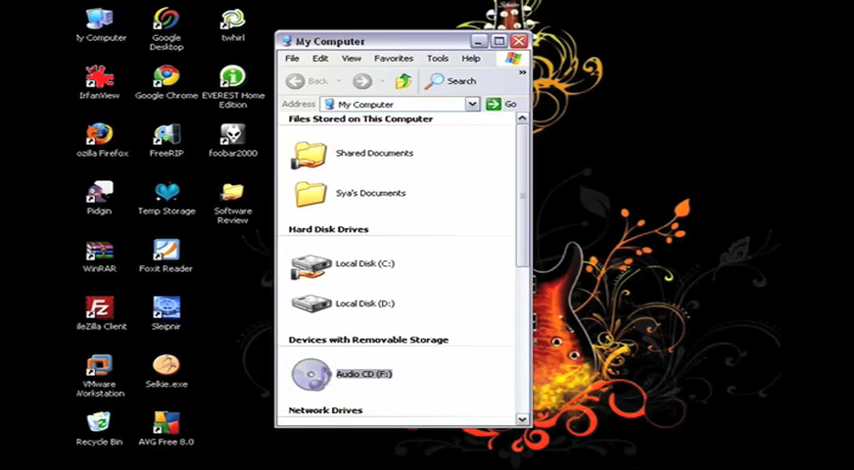 My Computer
Google
Desktop
twhirl
IrfanView
Google Chrome
EVEREST Home
Edition
ozilla Firefox
FreeRIP
foobar2000
Pidgin
Temp Storage
Software
Review
WinRAR
Foxit Reader
ileZilla Client
Sleipnir
VMware
Workstation
Selkie.exe
Recycle Bin
AVG Free 8.0
My Computer
File Edit View Favorites Tools Help
Back Search
Address My Computer Go
Files Stored on This Computer
Shared Documents
Sya's Documents
Hard Disk Drives
Local Disk (C:)
Local Disk (D:)
Devices with Removable Storage
Audio CD (F:)
Network Drives